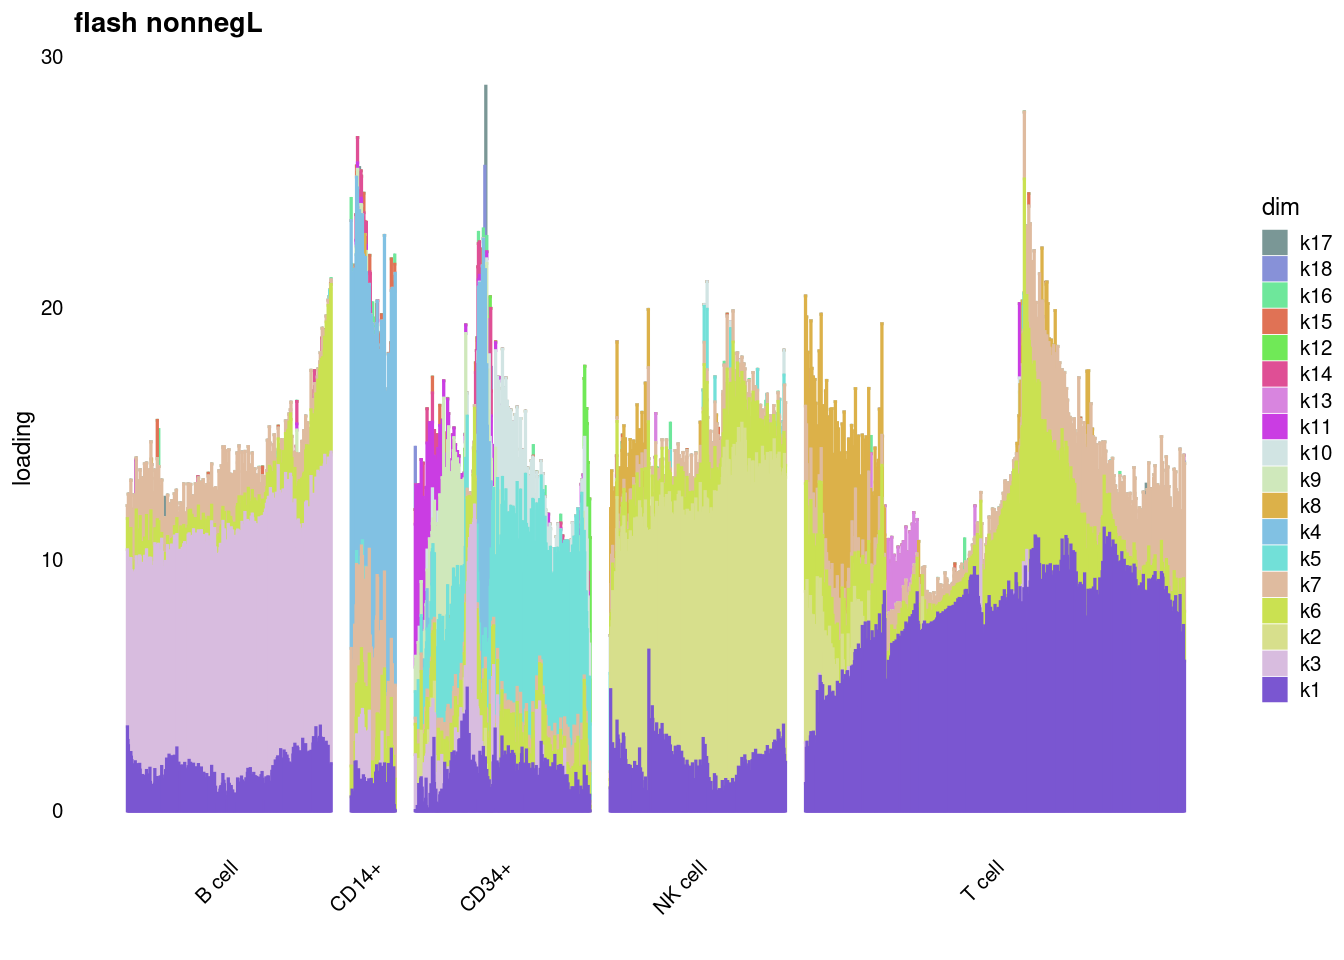 flash nonnegL
30
20
10
0
loading
B cell
CD14+
CD34+
NK cell
T cell
dim
k17
k18
k16
k15
k12
k14
k13
k11
k10
k9
k8
k4
k5
k7
k6
k2
k3
k1